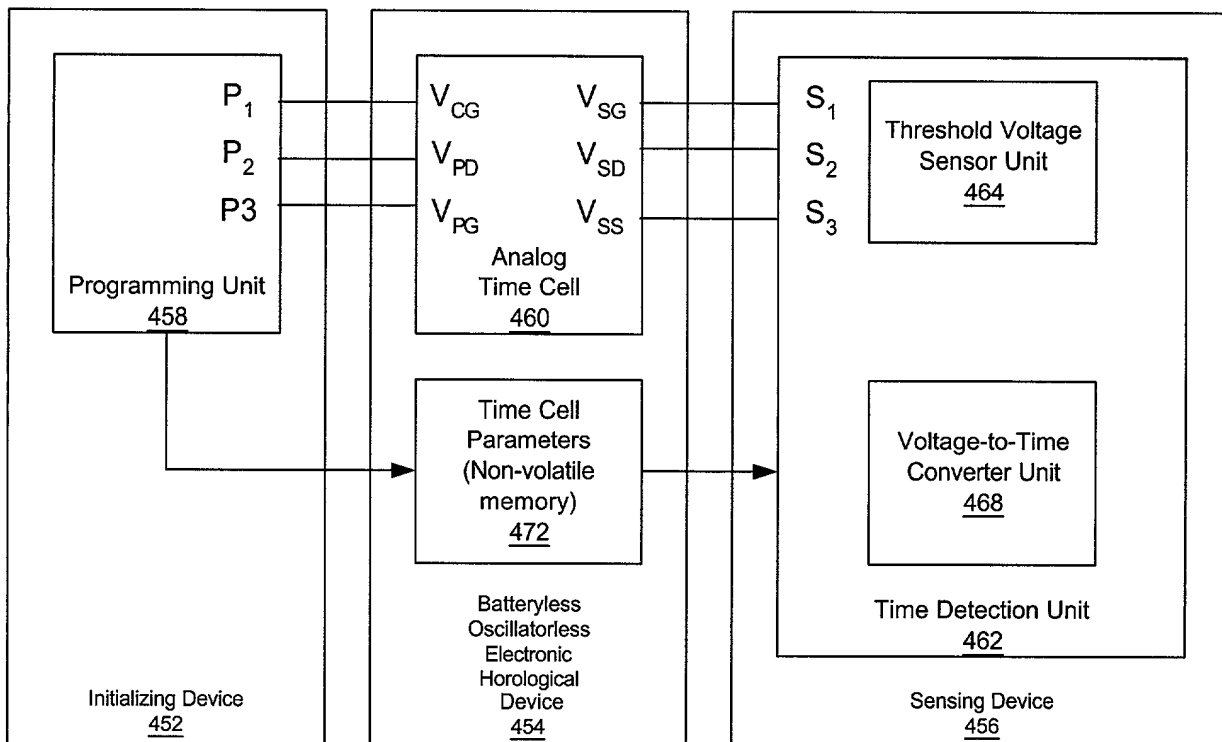 P1
P2
P3
Programming Unit
458
Initializing Device
452
VCG
VPD
VPG
VSG
VSD
VSS
Analog
Time Cell
460
Time Cell
Parameters
(Non-volatile
memory)
472
Batteryless
Oscillatorless
Electronic
Horological
Device
454
S1
S2
S3
Threshold Voltage
Sensor Unit
464
Voltage-to-Time
Converter Unit
468
Time Detection Unit
462
Sensing Device
456